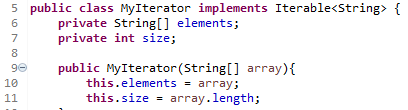 5 public class MyIterator implements Iterable<String> {
6 private String[] elements;
7 private int size;
8
9 public MyIterator(String[] array){
10 this.elements = array;
11 this.size = array.length;